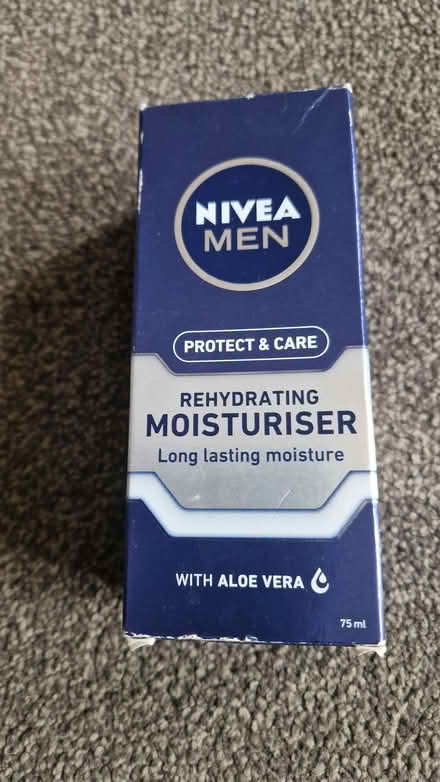 NIVEA
MEN
PROTECT & CARE
REHYDRATING
MOISTURISER
Long lasting moisture
WITH ALOE VERA
75 ml